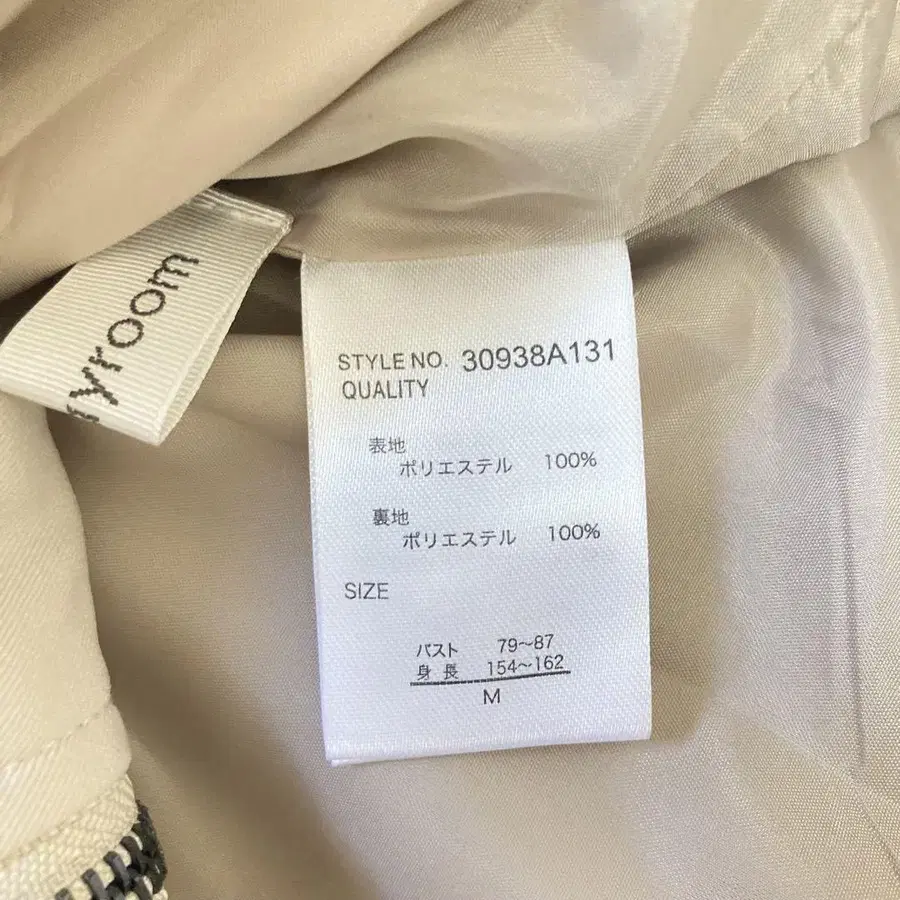 yroom
STYLE NO. 30938A131
QUALITY
表地
ポリエステル 100%
裏地
ポリエステル 100%
SIZE
バスト 79～87
身長 154～162
M